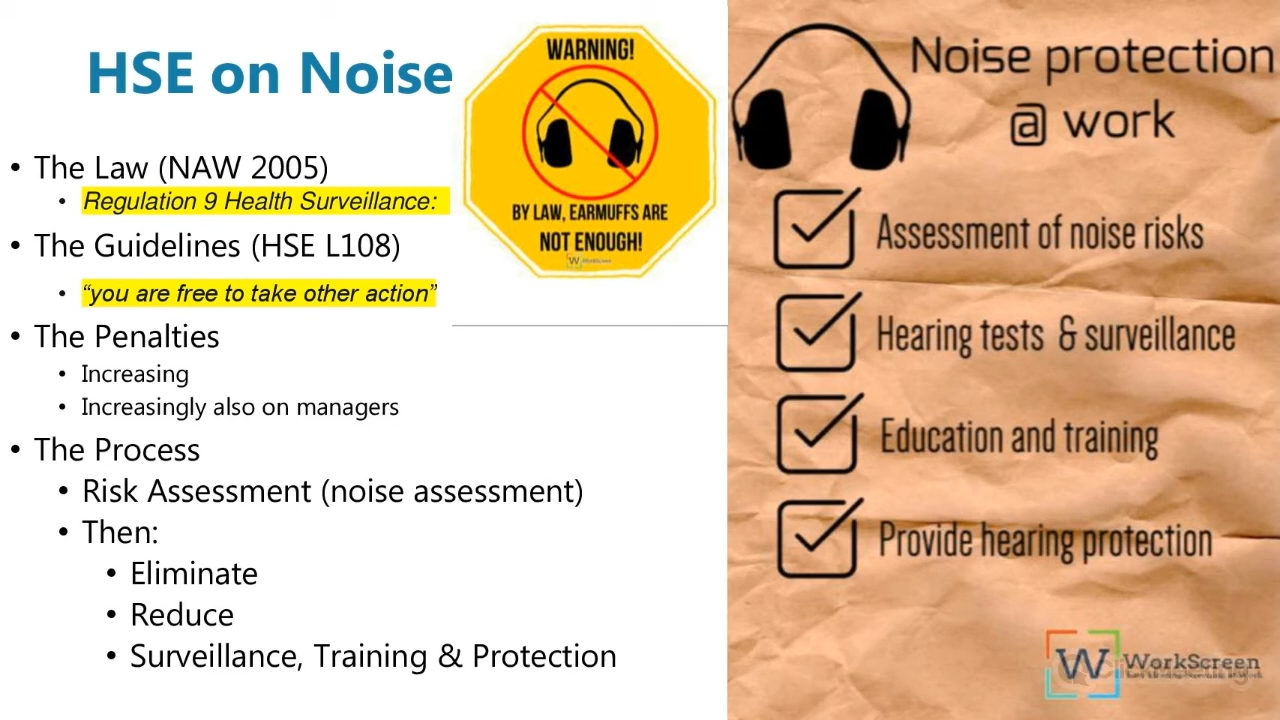 HSE on Noise
• The Law (NAW 2005)
• Regulation 9 Health Surveillance:
• The Guidelines (HSE L108)
• “you are free to take other action”
• The Penalties
• Increasing
• Increasingly also on managers
• The Process
• Risk Assessment (noise assessment)
• Then:
• Eliminate
• Reduce
• Surveillance, Training & Protection
WARNING!
BY LAW, EARMUFFS ARE
NOT ENOUGH!
W WorkScreen
Noise protection
@ work
Assessment of noise risks
Hearing tests & surveillance
Education and training
Provide hearing protection
W WorkScreen